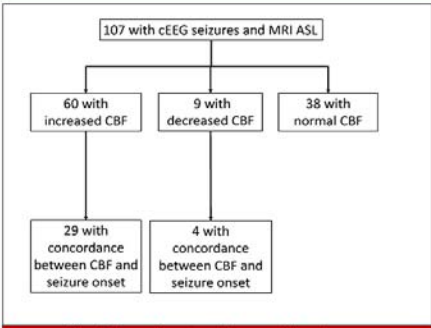 107 with cEEG seizures and MRI ASL
60 with
increased CBF
9 with
decreased CBF
38 with
normal CBF
29 with
concordance
between CBF and
seizure onset
4 with
concordance
between CBF and
seizure onset